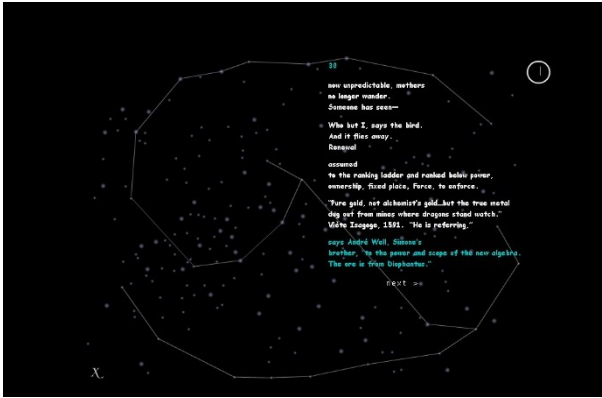 30
now unpredictable, mothers
no longer wander.
Someone has seen—
Who but I, says the bird.
And it flies away.
Renewal
assumed
to the ranking ladder and ranked below power,
ownership, fixed place, Force, to enforce.
"Pure gold, not alchemist's gold—but the true metal
dug out from mines where dragons stand watch."
Viète Isagoge, 1591. "He is referring,"
says André Weil, Simone's
brother, "to the power and scope of the new algebra.
The ore is from Diophantus."
next >
X.